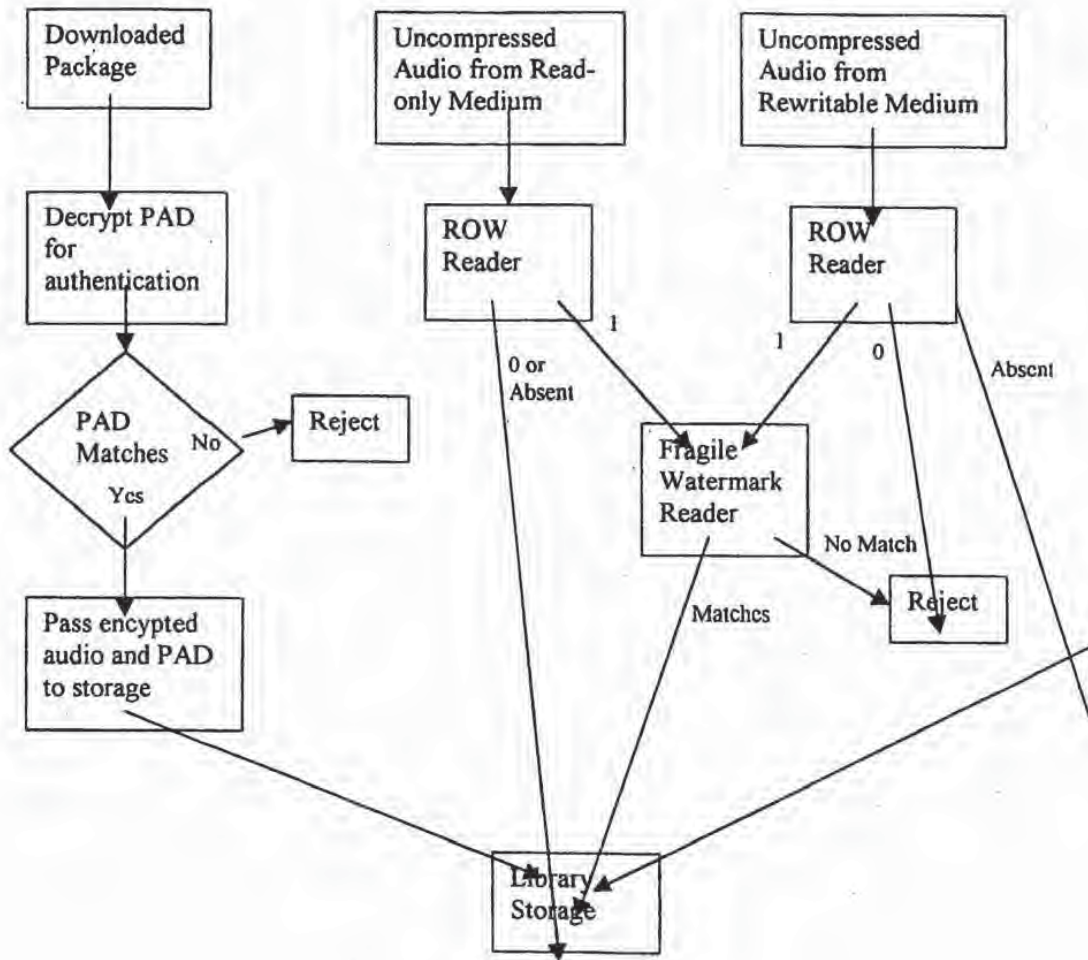 Downloaded
Package
Uncompressed
Audio from Read-
only Medium
Uncompressed
Audio from
Rewritable Medium
Decrypt PAD
for
authentication
ROW
Reader
ROW
Reader
1
0 or
Absent
1
0
Absent
PAD
Matches
No
Yes
Reject
Fragile
Watermark
Reader
No Match
Matches
Reject
Pass encypted
audio and PAD
to storage
Library
Storage